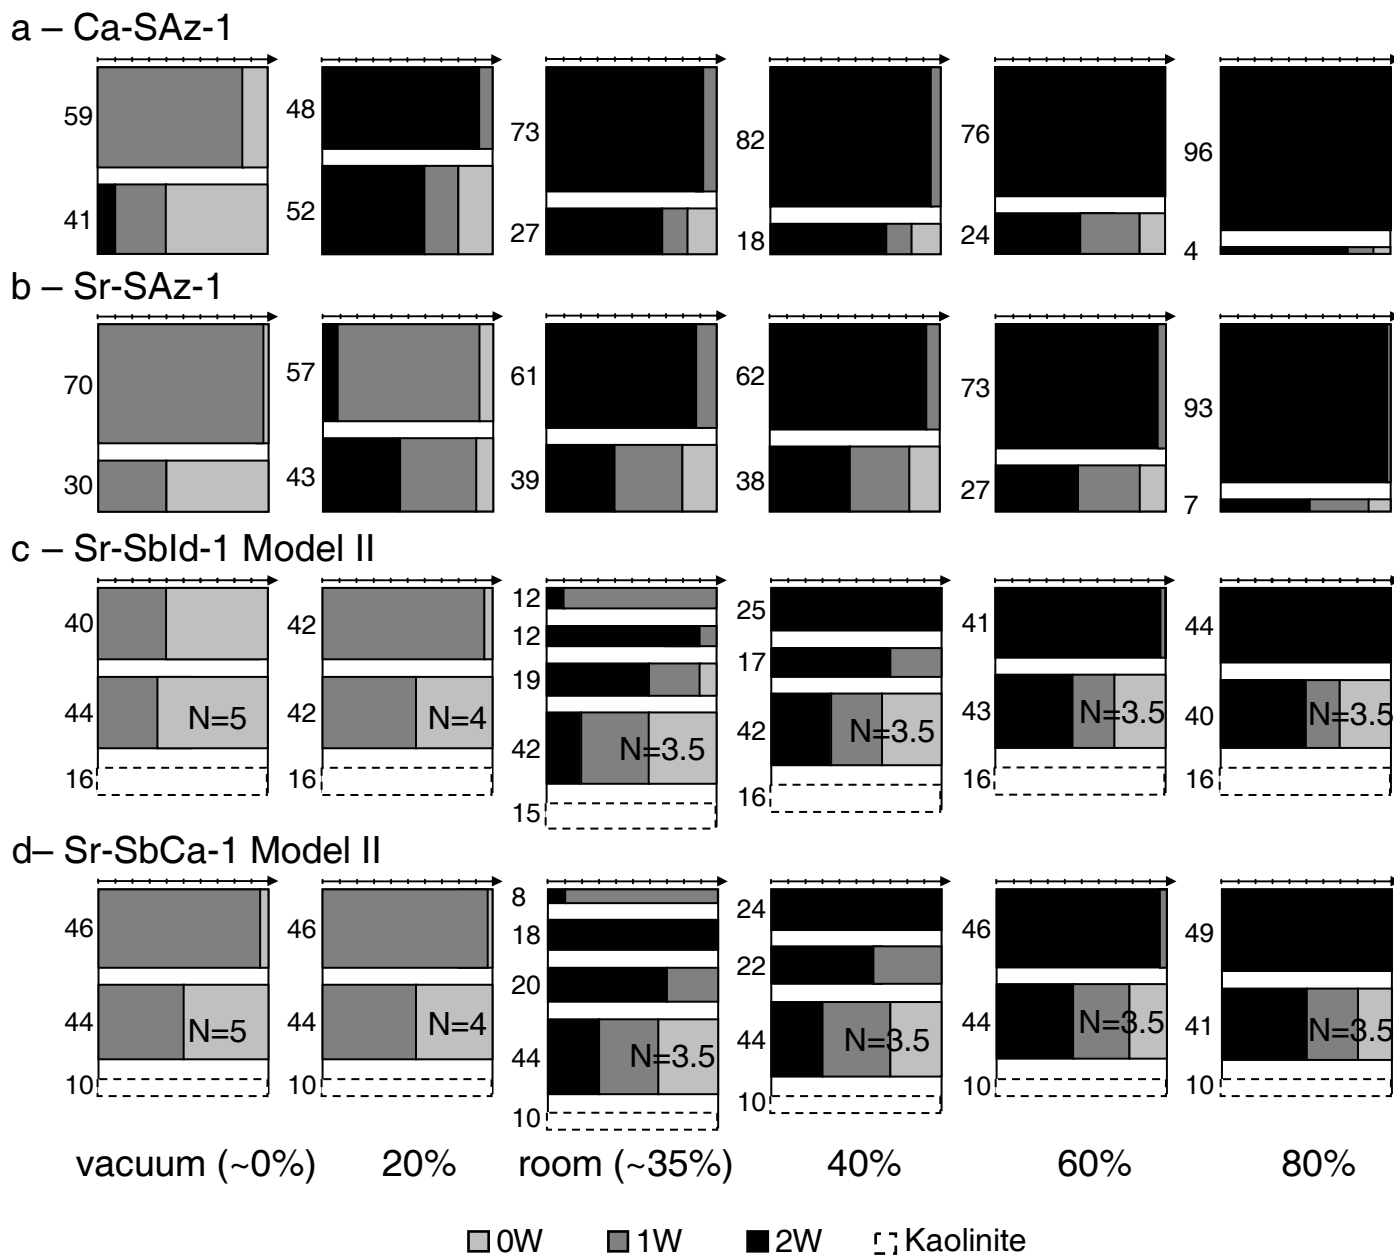 a – Ca-SAz-1
59 48 73 82 76 96
41 52 27 18 24 4
b – Sr-SAz-1
70 57 61 62 73 93
30 43 39 38 27 7
c – Sr-SbId-1 Model II
40 42 12 25 41 44
12 17
19
44 N=5 42 N=4 42 N=3.5 42 N=3.5 43 N=3.5 40 N=3.5
16 16 15 16 16 16
d– Sr-SbCa-1 Model II
46 46 8 24 46 49
18 22
20
44 N=5 44 N=4 44 N=3.5 44 N=3.5 44 N=3.5 41 N=3.5
10 10 10 10 10 10
vacuum (~0%) 20% room (~35%) 40% 60% 80%
0W 1W 2W Kaolinite